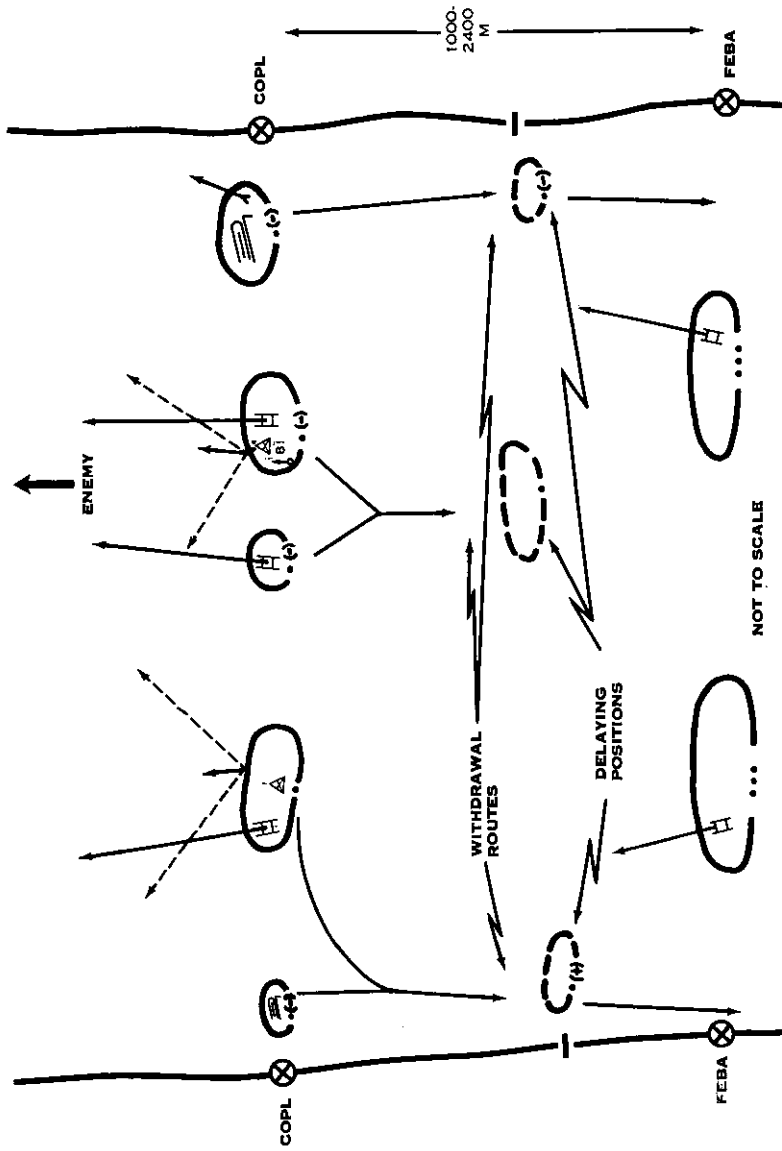 ENEMY
COPL
COPL
1000-
2400
M
WITHDRAWAL
ROUTES
DELAYING
POSITIONS
FEBA
FEBA
NOT TO SCALE
(-)
(-)
(-)
(-)
(-)
(+)